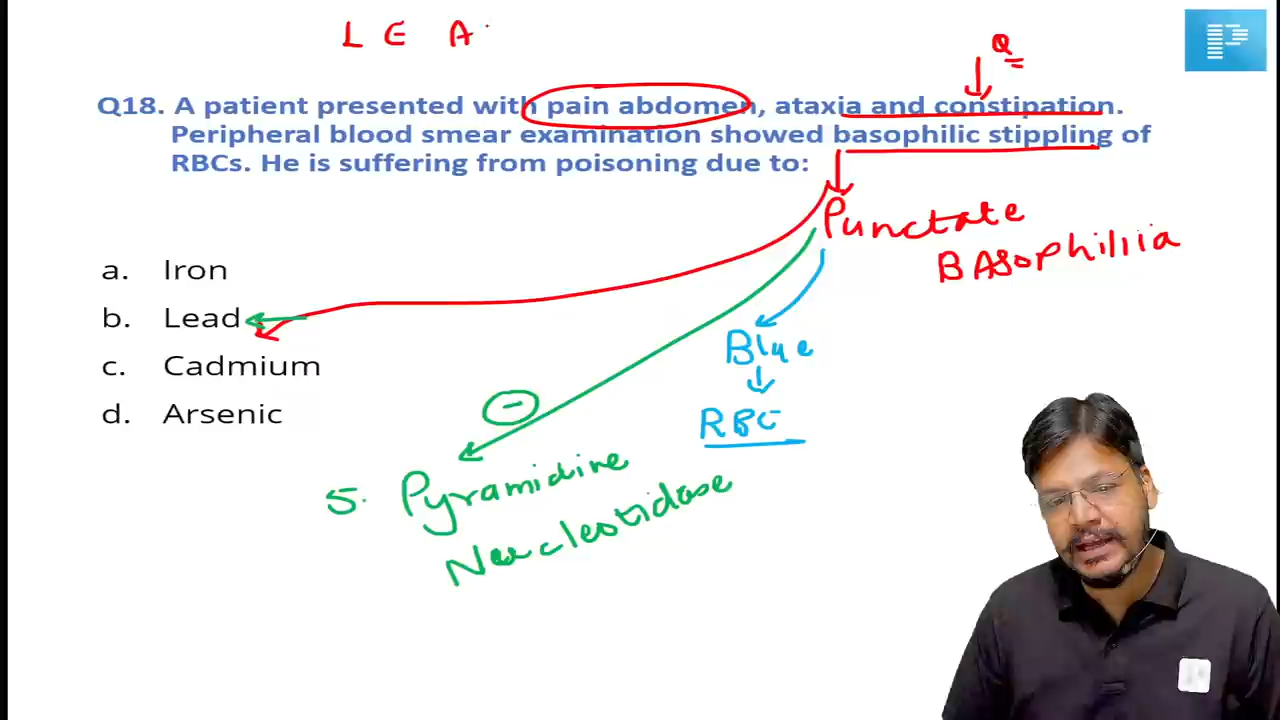 L E A
Q
Q18. A patient presented with pain abdomen, ataxia and constipation.
Peripheral blood smear examination showed basophilic stippling of
RBCs. He is suffering from poisoning due to:
Punctate
BASophilia
a. Iron
b. Lead
c. Cadmium
d. Arsenic
Blue
RBC
5. Pyramidine
Neucleotidase
P